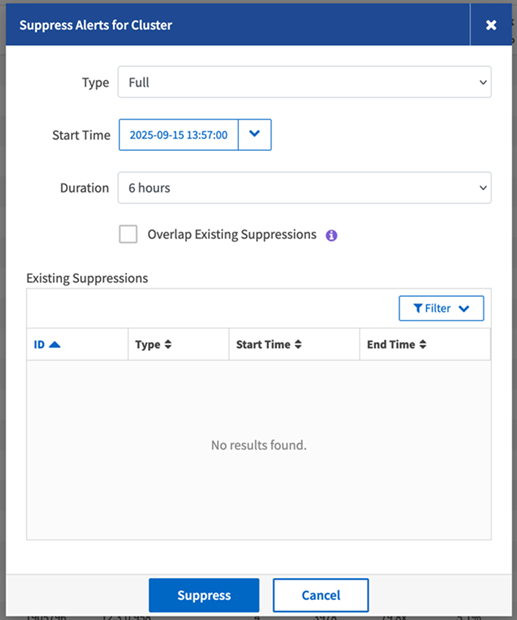 Suppress Alerts for Cluster
Type Full
Start Time 2025-09-15 13:57:00
Duration 6 hours
Overlap Existing Suppressions
Existing Suppressions
Filter
ID Type Start Time End Time
No results found.
Suppress Cancel